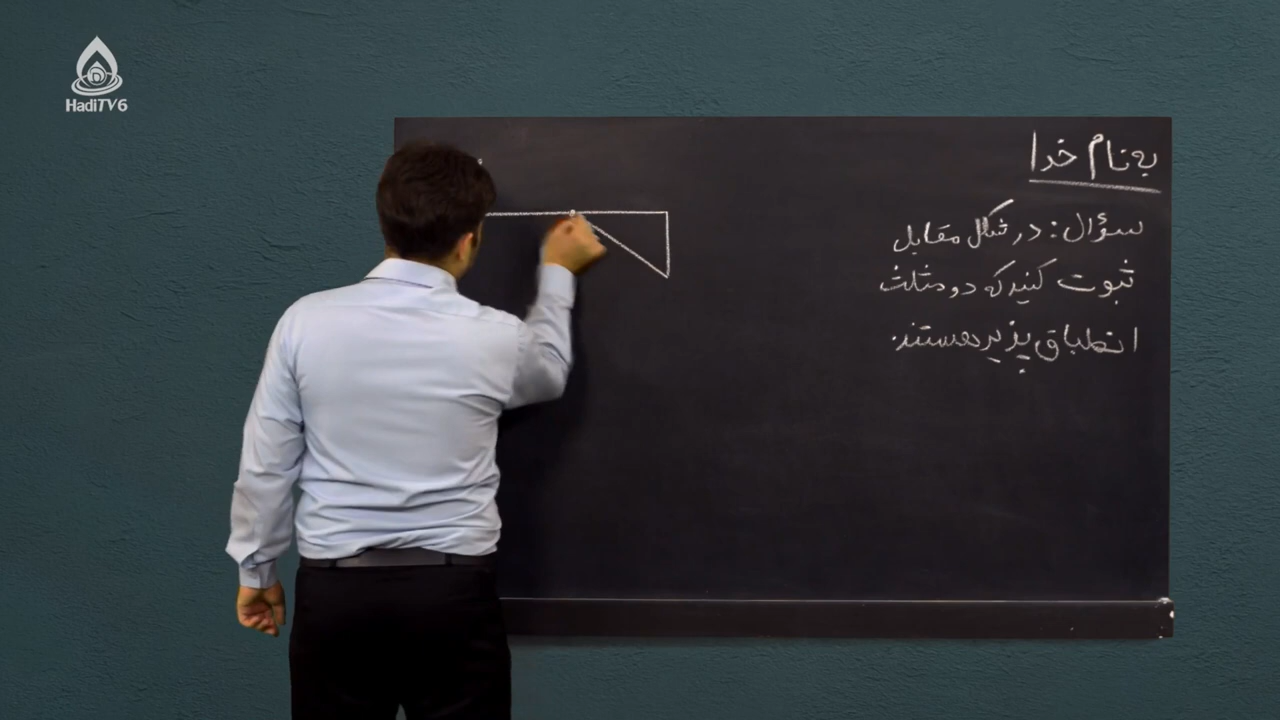 HadiTV6
به نام خدا
سؤال: در شکل مقابل
ثبوت کنید که دو مثلث
انطباق پذیر هستند.